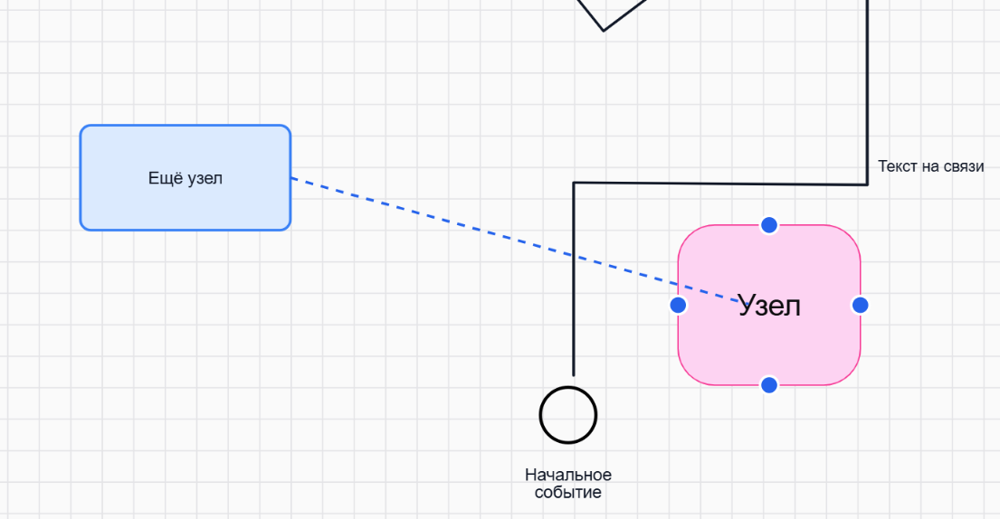 Текст на связи
Ещё узел
Узел
Начальное
событие